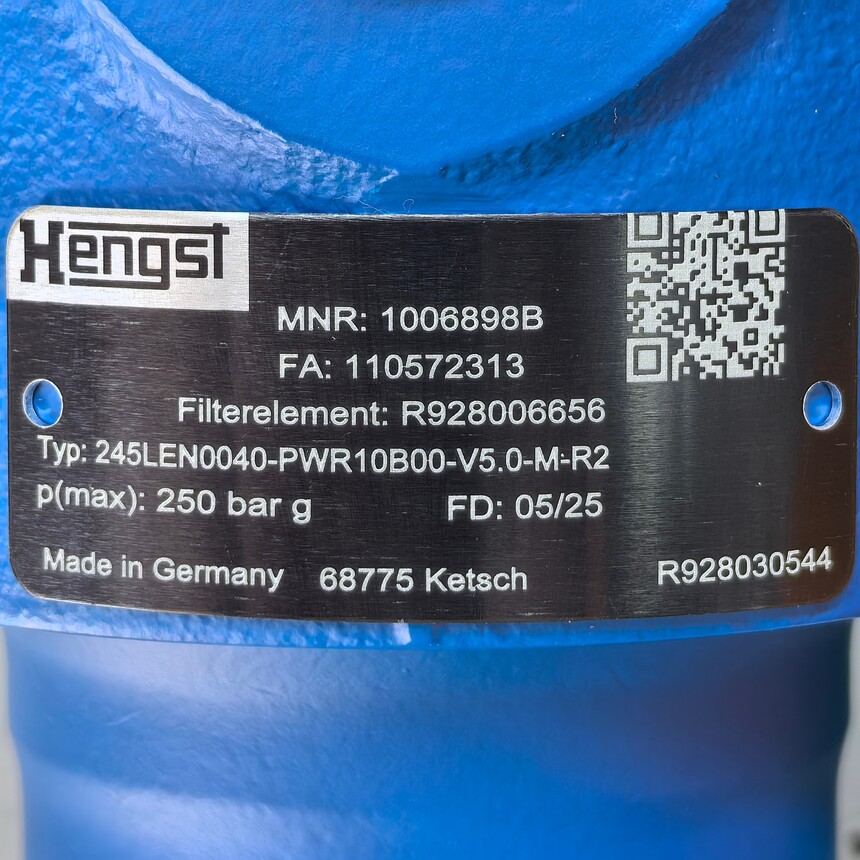 Hengst
MNR: 1006898B
FA: 110572313
Filterelement: R928006656
Typ: 245LEN0040-PWR10B00-V5.0-M-R2
p(max): 250 bar g FD: 05/25
Made in Germany 68775 Ketsch R928030544